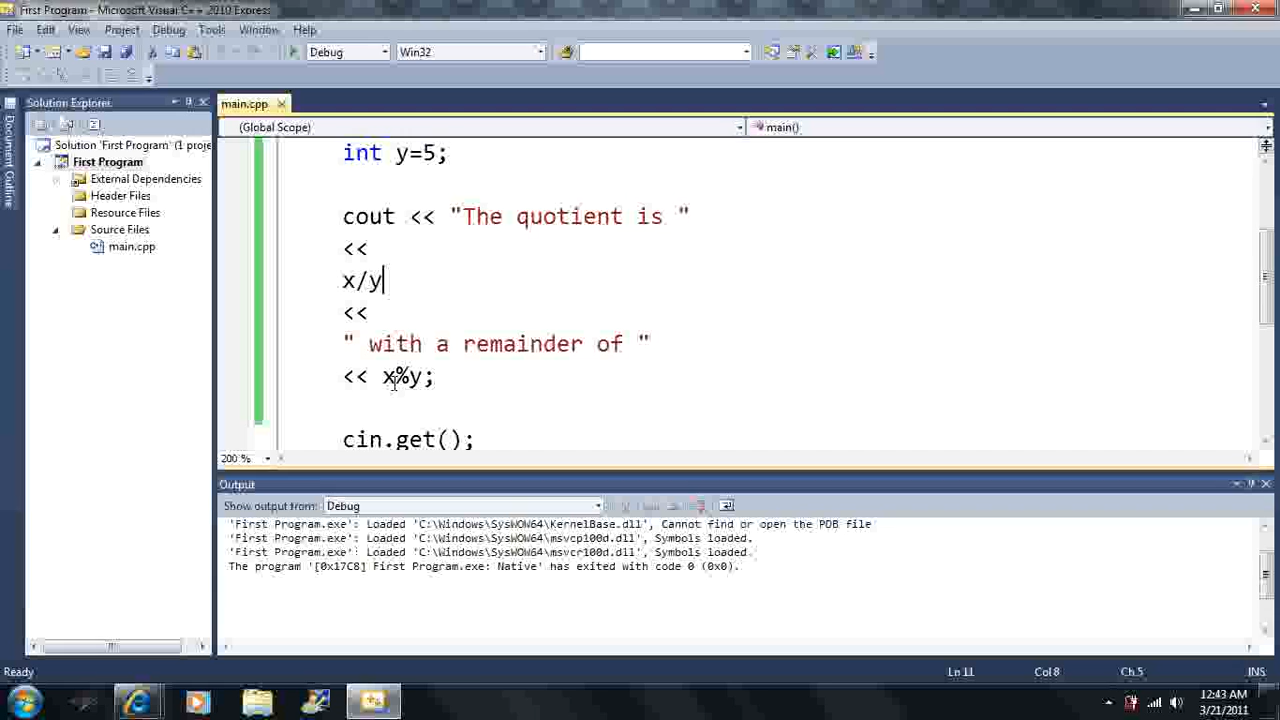 First Program - Microsoft Visual C++ 2010 Express
File Edit View Project Debug Tools Window Help
Debug Win32
Solution Explorer
main.cpp
Document Outline
(Global Scope) main()
Solution 'First Program' (1 proje
First Program
External Dependencies
Header Files
Resource Files
Source Files
main.cpp
int y=5;
cout << "The quotient is "
<<
x/y
<<
" with a remainder of "
<< x%y;
cin.get();
200 %
Output
Show output from: Debug
'First Program.exe': Loaded 'C:\Windows\SysWOW64\KernelBase.dll', Cannot find or open the PDB file
'First Program.exe': Loaded 'C:\Windows\SysWOW64\msvcp100d.dll', Symbols loaded.
'First Program.exe': Loaded 'C:\Windows\SysWOW64\msvcr100d.dll', Symbols loaded.
The program '[0x17C8] First Program.exe: Native' has exited with code 0 (0x0).
Ready Ln 11 Col 8 Ch 5 INS
12:43 AM
3/21/2011